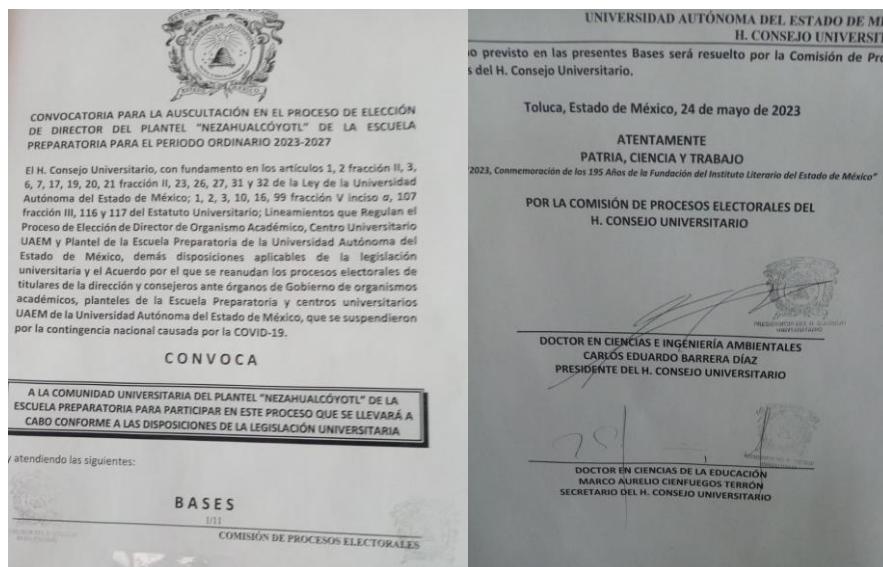 CONVOCATORIA PARA LA AUSCULTACIÓN EN EL PROCESO DE ELECCIÓN
DE DIRECTOR DEL PLANTEL "NEZAHUALCÓYOTL" DE LA ESCUELA
PREPARATORIA PARA EL PERIODO ORDINARIO 2023-2027
El H. Consejo Universitario, con fundamento en los artículos 1, 2 fracción II, 3,
6, 7, 17, 19, 20, 21 fracción II, 23, 26, 27, 31 y 32 de la Ley de la Universidad
Autónoma del Estado de México; 1, 2, 3, 10, 16, 99 fracción V inciso a, 107
fracción III, 116 y 117 del Estatuto Universitario; Lineamientos que Regulan el
Proceso de Elección de Director de Organismo Académico, Centro Universitario
UAEM y Plantel de la Escuela Preparatoria de la Universidad Autónoma del
Estado de México, demás disposiciones aplicables de la legislación
universitaria y el Acuerdo por el que se reanudan los procesos electorales de
titulares de la dirección y consejeros ante órganos de Gobierno de organismos
académicos, planteles de la Escuela Preparatoria y centros universitarios
UAEM de la Universidad Autónoma del Estado de México, que se suspendieron
por la contingencia nacional causada por la COVID-19.
CONVOCA
A LA COMUNIDAD UNIVERSITARIA DEL PLANTEL "NEZAHUALCÓYOTL" DE LA
ESCUELA PREPARATORIA PARA PARTICIPAR EN ESTE PROCESO QUE SE LLEVARÁ A
CABO CONFORME A LAS DISPOSICIONES DE LA LEGISLACIÓN UNIVERSITARIA
y atendiendo las siguientes:
BASES
1/11
COMISIÓN DE PROCESOS ELECTORALES
UNIVERSIDAD AUTÓNOMA DEL ESTADO DE
H. CONSEJO
previsto en las presentes Bases será resuelto por la Comisión de
del H. Consejo Universitario.
Toluca, Estado de México, 24 de mayo de 2023
ATENTAMENTE
PATRIA, CIENCIA Y TRABAJO
"2023, Conmemoración de los 195 Años de la Fundación del Instituto Literario del Estado de México"
POR LA COMISIÓN DE PROCESOS ELECTORALES DEL
H. CONSEJO UNIVERSITARIO
PRESIDENCIA DEL H. CONSEJO
UNIVERSITARIO
DOCTOR EN CIENCIAS E INGENIERÍA AMBIENTALES
CARLOS EDUARDO BARRERA DÍAZ
PRESIDENTE DEL H. CONSEJO UNIVERSITARIO
DOCTOR EN CIENCIAS DE LA EDUCACIÓN
MARCO AURELIO CIENFUEGOS TERRÓN
SECRETARIO DEL H. CONSEJO UNIVERSITARIO